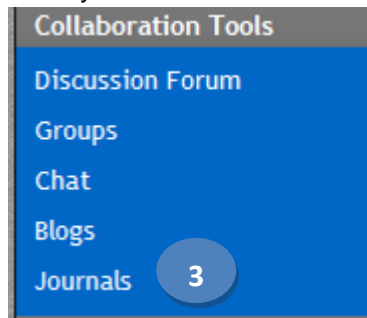 Collaboration Tools
Discussion Forum
Groups
Chat
Blogs
Journals 3